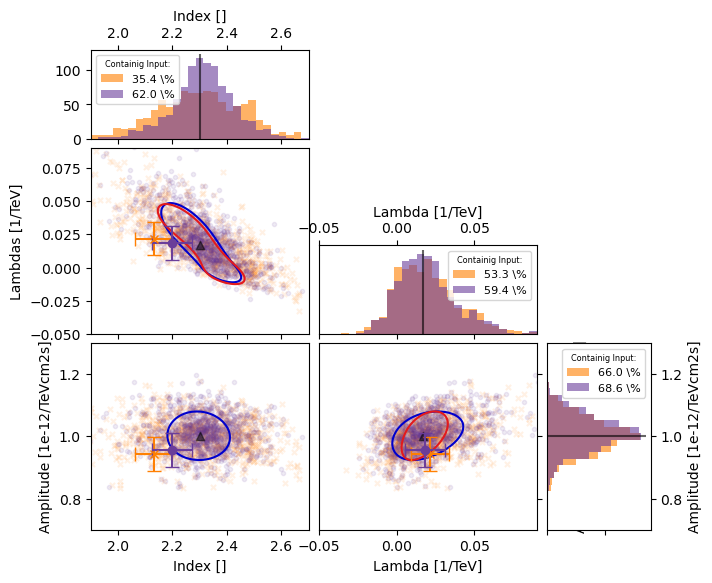 Index []
2.0 2.2 2.4 2.6
100
50
0
Containig Input:
35.4 \%
62.0 \%
Lambdas [1/TeV]
0.075
0.050
0.025
0.000
−0.025
−0.050
Lambda [1/TeV]
−0.05 0.00 0.05
Containig Input:
53.3 \%
59.4 \%
Amplitude [1e-12/TeVcm2s]
1.2
1.0
0.8
2.0 2.2 2.4 2.6
Index []
−0.05 0.00 0.05
Lambda [1/TeV]
Containig Input:
66.0 \%
68.6 \%
1.2
1.0
0.8
Amplitude [1e-12/TeVcm2s]